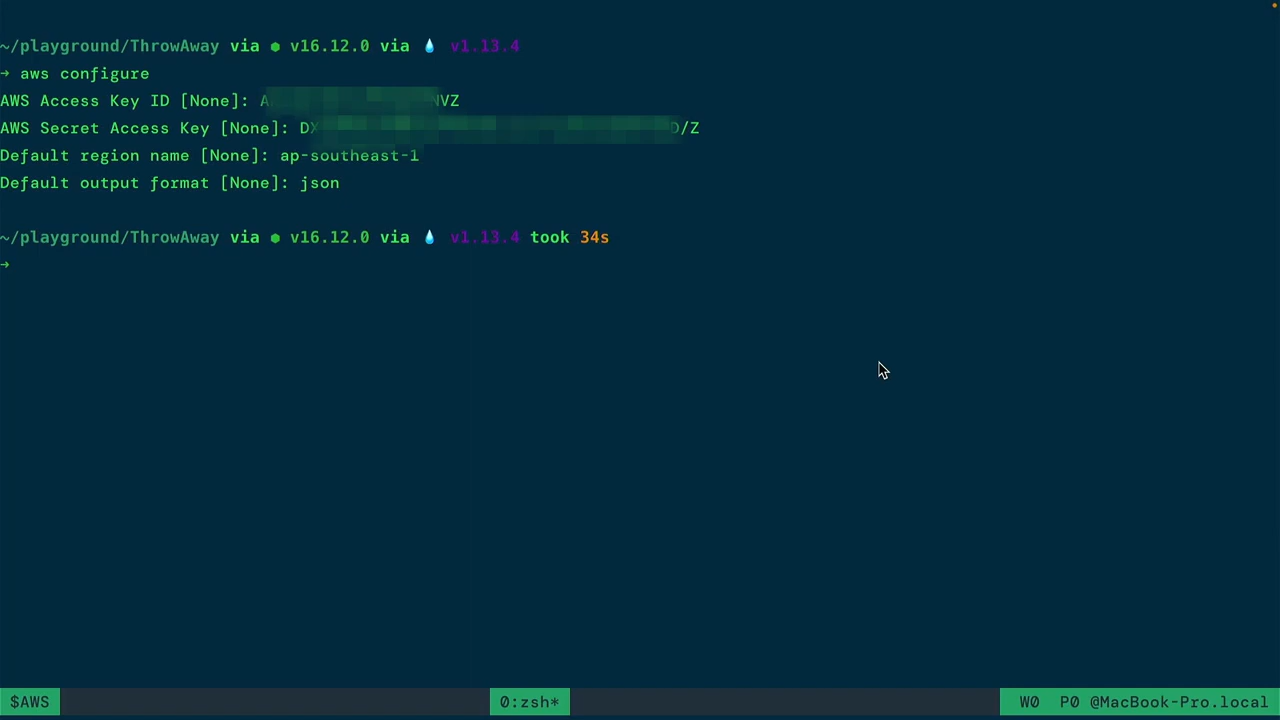 ~/playground/ThrowAway via ⬢ v16.12.0 via 💧 v1.13.4
➜ aws configure
AWS Access Key ID [None]: A NVZ
AWS Secret Access Key [None]: DX D/Z
Default region name [None]: ap-southeast-1
Default output format [None]: json
~/playground/ThrowAway via ⬢ v16.12.0 via 💧 v1.13.4 took 34s
➜
$AWS 0:zsh* W0 P0 @MacBook-Pro.local